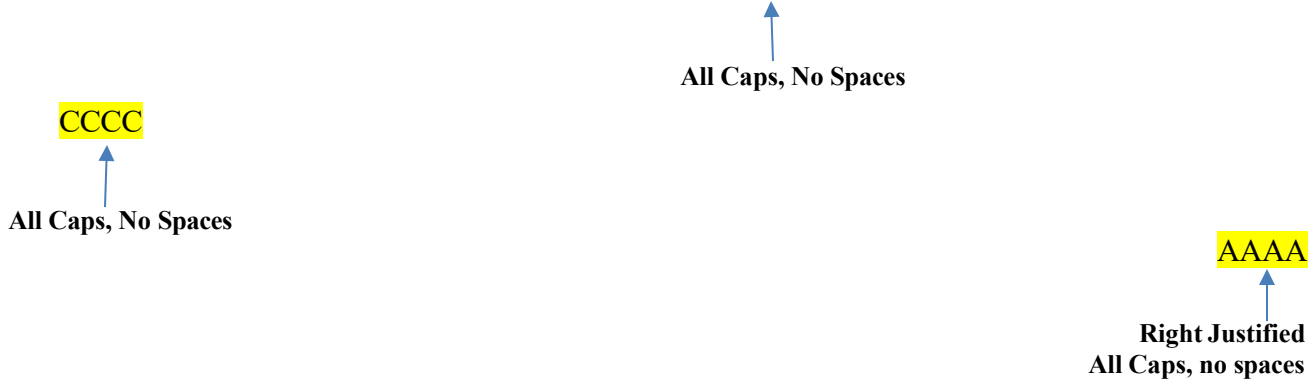 All Caps, No Spaces
CCCC
All Caps, No Spaces
AAAA
Right Justified
All Caps, no spaces